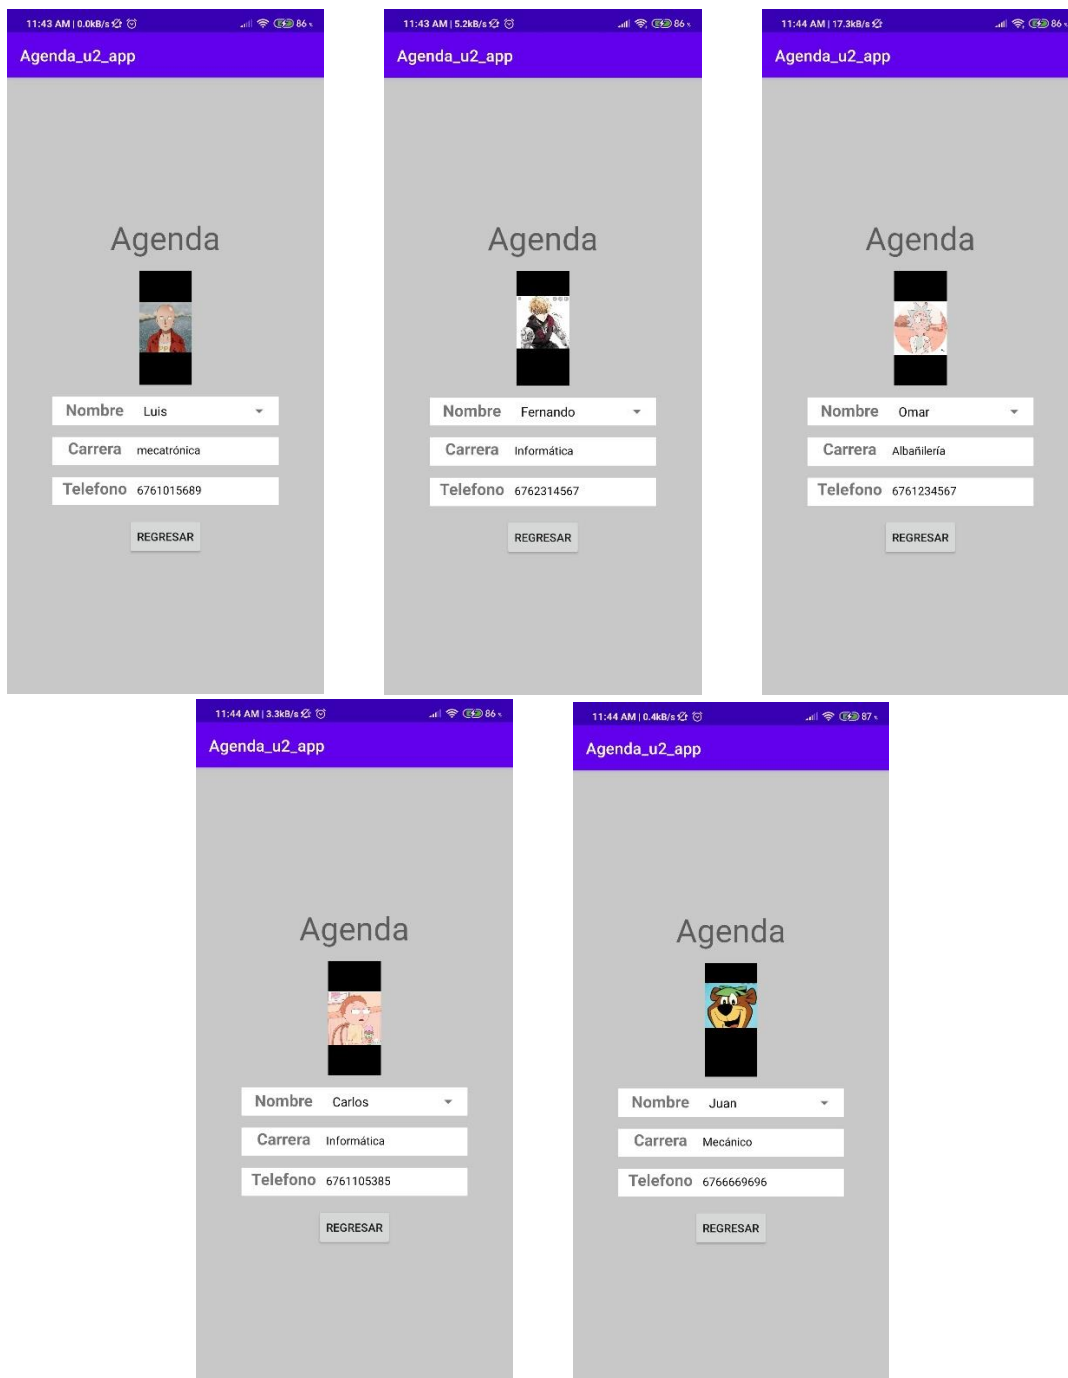 11:43 AM | 0.0kB/s
86
Agenda_u2_app
Agenda
Nombre Luis
Carrera mecatrónica
Telefono 6761015689
REGRESAR
11:43 AM | 5.2kB/s
86
Agenda_u2_app
Agenda
Nombre Fernando
Carrera Informática
Telefono 6762314567
REGRESAR
11:44 AM | 17.3kB/s
86
Agenda_u2_app
Agenda
Nombre Omar
Carrera Albañilería
Telefono 6761234567
REGRESAR
11:44 AM | 3.3kB/s
86
Agenda_u2_app
Agenda
Nombre Carlos
Carrera Informática
Telefono 6761105385
REGRESAR
11:44 AM | 0.4kB/s
87
Agenda_u2_app
Agenda
Nombre Juan
Carrera Mecánico
Telefono 6766669696
REGRESAR